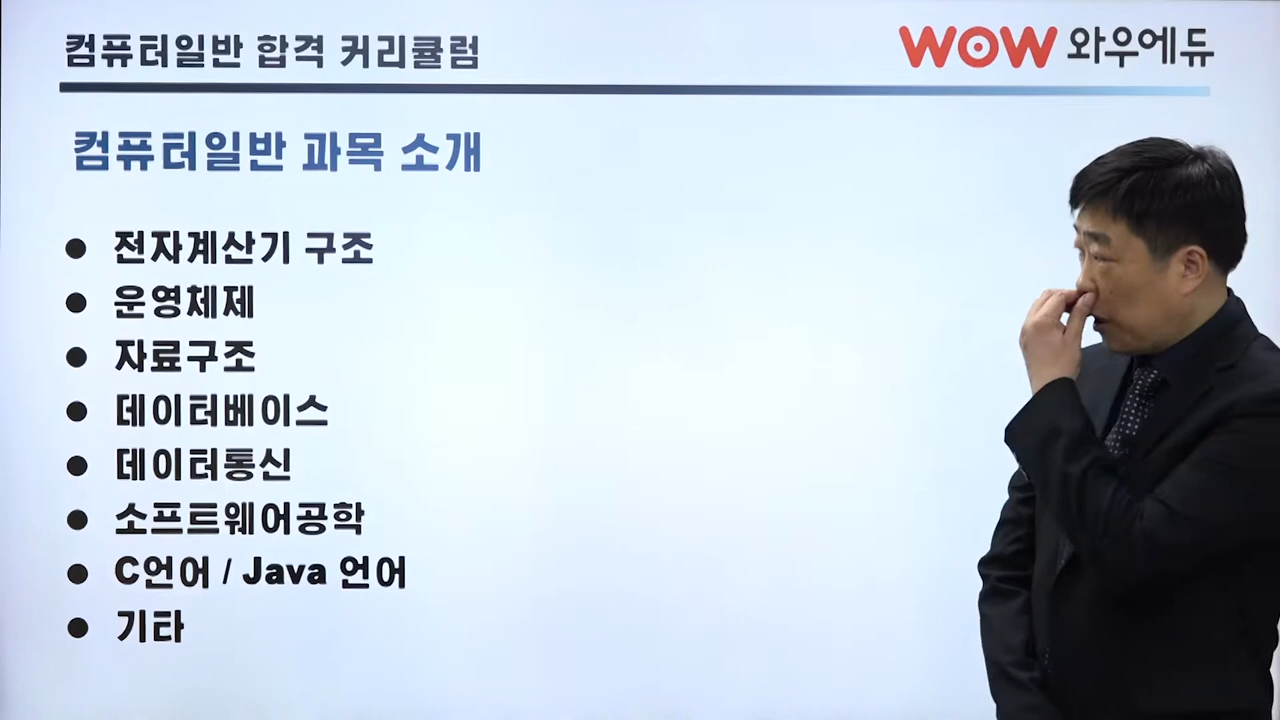 컴퓨터일반 합격 커리큘럼
WOW 와우에듀
컴퓨터일반 과목 소개
● 전자계산기 구조
● 운영체제
● 자료구조
● 데이터베이스
● 데이터통신
● 소프트웨어공학
● C언어 / Java 언어
● 기타